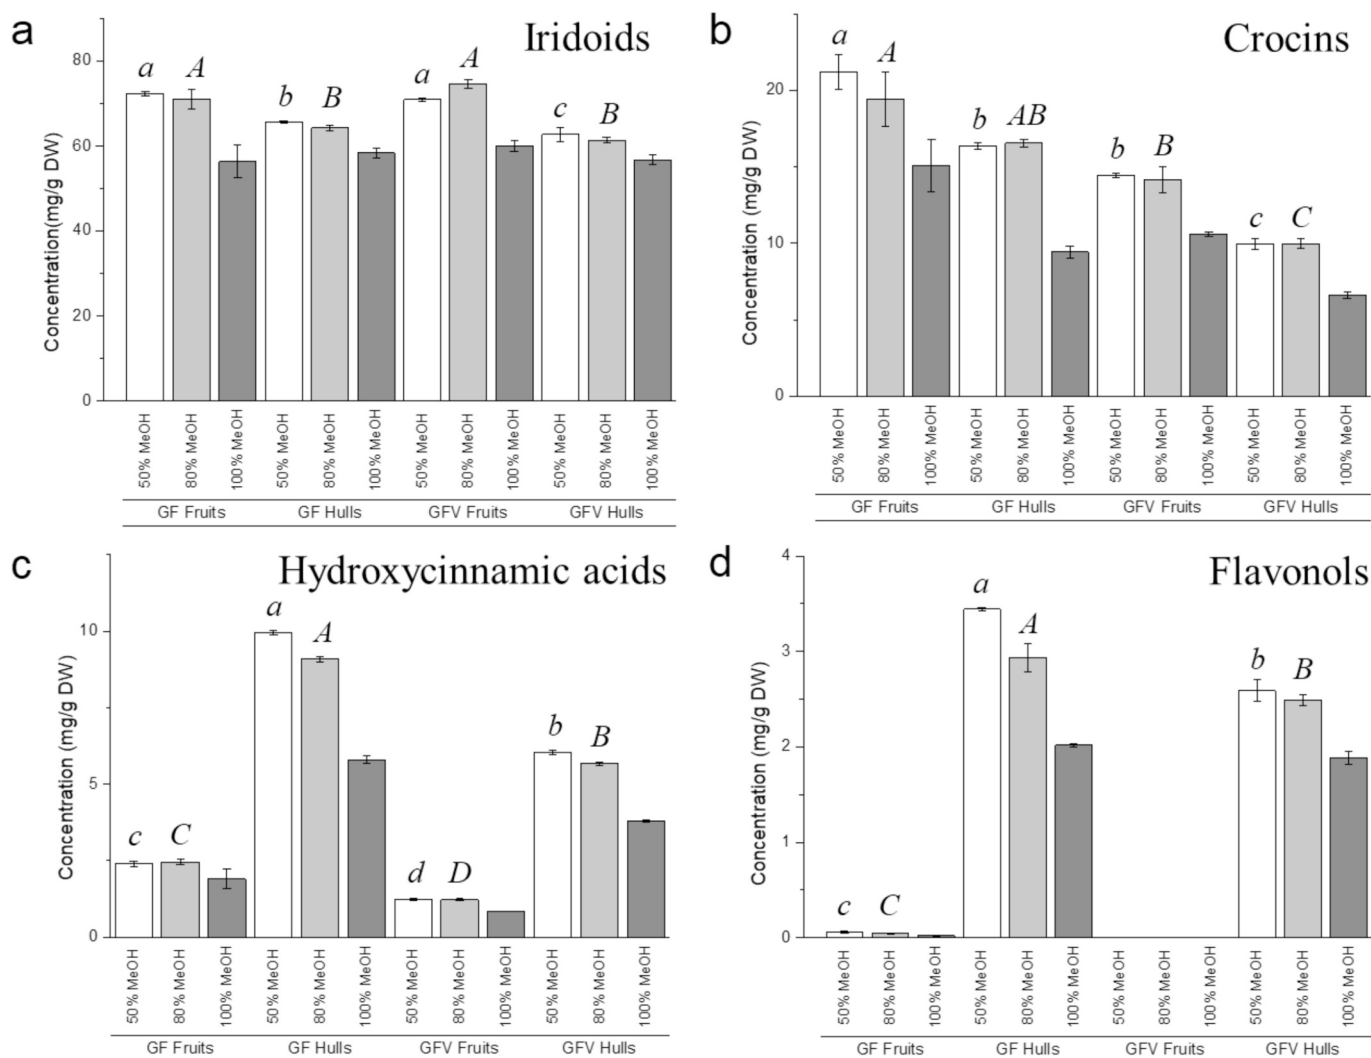 a
Iridoids
Concentration(mg/g DW)
80
60
40
20
0
a A b B a A c B
50% MeOH 80% MeOH 100% MeOH 50% MeOH 80% MeOH 100% MeOH 50% MeOH 80% MeOH 100% MeOH 50% MeOH 80% MeOH 100% MeOH
GF Fruits GF Hulls GFV Fruits GFV Hulls
b
Crocins
Concentration (mg/g DW)
20
10
0
a A b AB b B c C
50% MeOH 80% MeOH 100% MeOH 50% MeOH 80% MeOH 100% MeOH 50% MeOH 80% MeOH 100% MeOH 50% MeOH 80% MeOH 100% MeOH
GF Fruits GF Hulls GFV Fruits GFV Hulls
c
Hydroxycinnamic acids
Concentration (mg/g DW)
10
5
0
c C a A d D b B
50% MeOH 80% MeOH 100% MeOH 50% MeOH 80% MeOH 100% MeOH 50% MeOH 80% MeOH 100% MeOH 50% MeOH 80% MeOH 100% MeOH
GF Fruits GF Hulls GFV Fruits GFV Hulls
d
Flavonols
Concentration (mg/g DW)
4
3
2
1
0
c C a A b B
50% MeOH 80% MeOH 100% MeOH 50% MeOH 80% MeOH 100% MeOH 50% MeOH 80% MeOH 100% MeOH 50% MeOH 80% MeOH 100% MeOH
GF Fruits GF Hulls GFV Fruits GFV Hulls